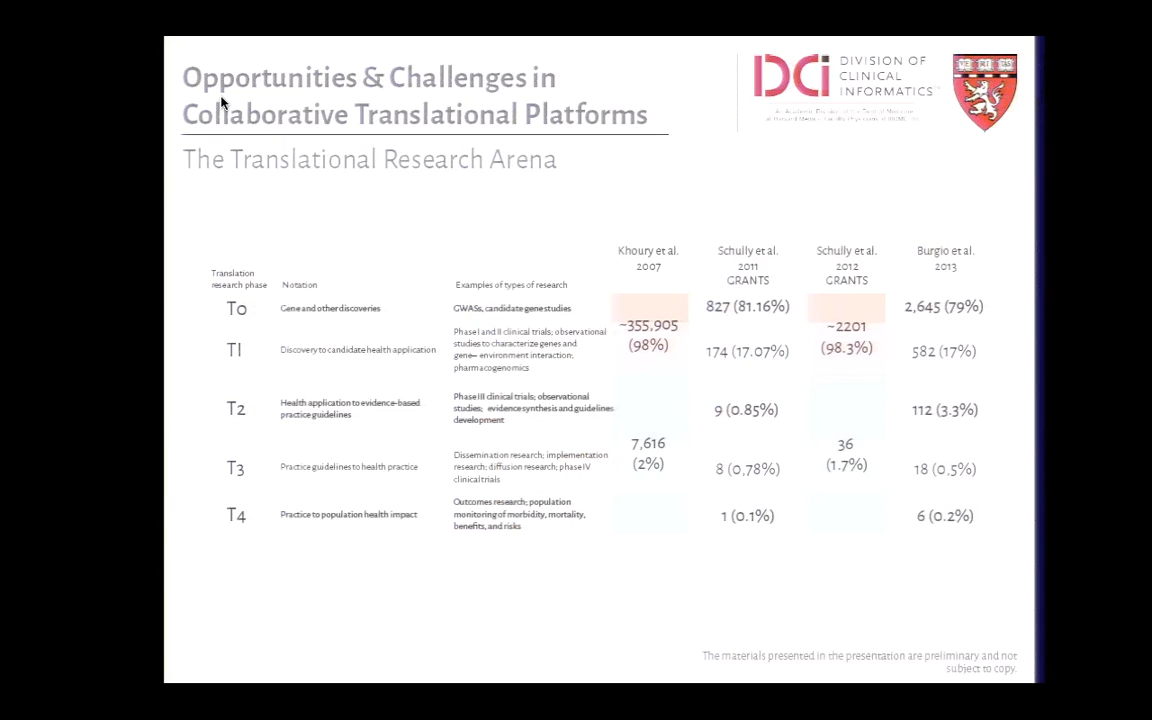 Opportunities & Challenges in
Collaborative Translational Platforms
The Translational Research Arena
DCi
DIVISION OF
CLINICAL
INFORMATICS
VE RI TAS
Translation
research phase
Notation
Examples of types of research
Khoury et al.
2007
Schully et al.
2011
GRANTS
Schully et al.
2012
GRANTS
Burgio et al.
2013
T0
Gene and other discoveries
GWASs, candidate gene studies
827 (81.16%)
2,645 (79%)
~355,905
(98%)
~2201
(98.3%)
T1
Discovery to candidate health application
Phase I and II clinical trials; observational
studies to characterize genes and
gene– environment interaction;
pharmacogenomics
174 (17.07%)
582 (17%)
T2
Health application to evidence-based
practice guidelines
Phase III clinical trials; observational
studies; evidence synthesis and guidelines
development
9 (0.85%)
112 (3.3%)
7,616
(2%)
36
(1.7%)
T3
Practice guidelines to health practice
Dissemination research; implementation
research; diffusion research; phase IV
clinical trials
8 (0,78%)
18 (0.5%)
T4
Practice to population health impact
Outcomes research; population
monitoring of morbidity, mortality,
benefits, and risks
1 (0.1%)
6 (0.2%)
The materials presented in the presentation are preliminary and not
subject to copy.